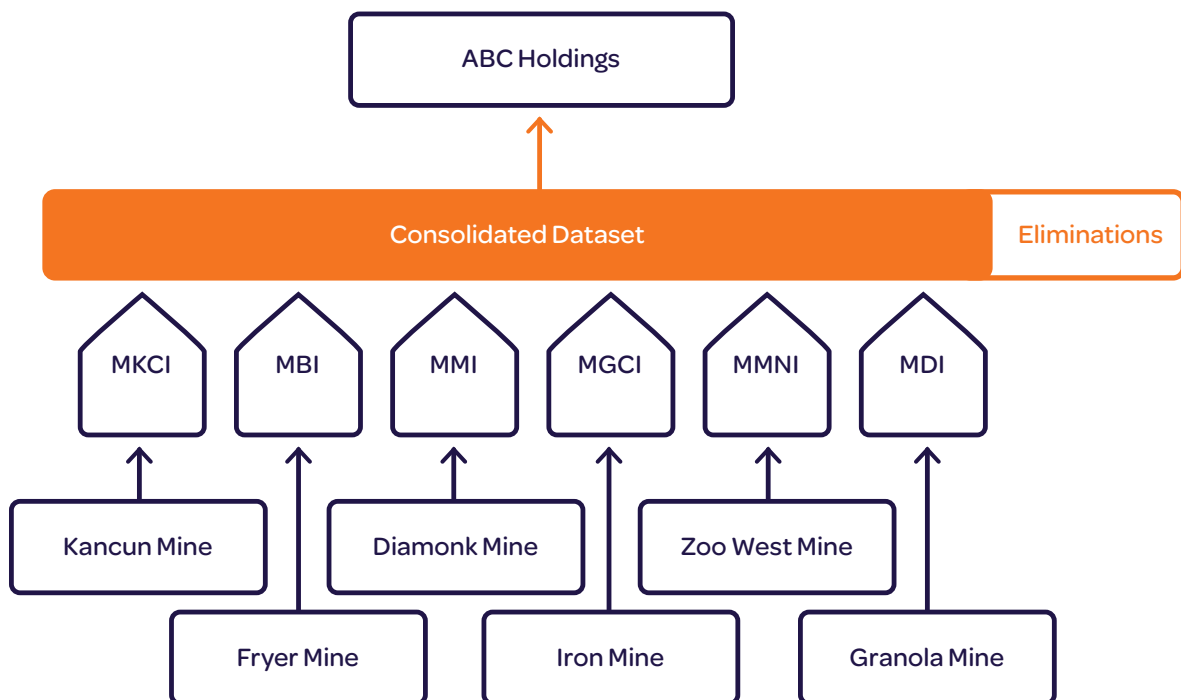 ABC Holdings
Consolidated Dataset
Eliminations
MKCI
MBI
MMI
MGCI
MMNI
MDI
Kancun Mine
Diamonk Mine
Zoo West Mine
Fryer Mine
Iron Mine
Granola Mine